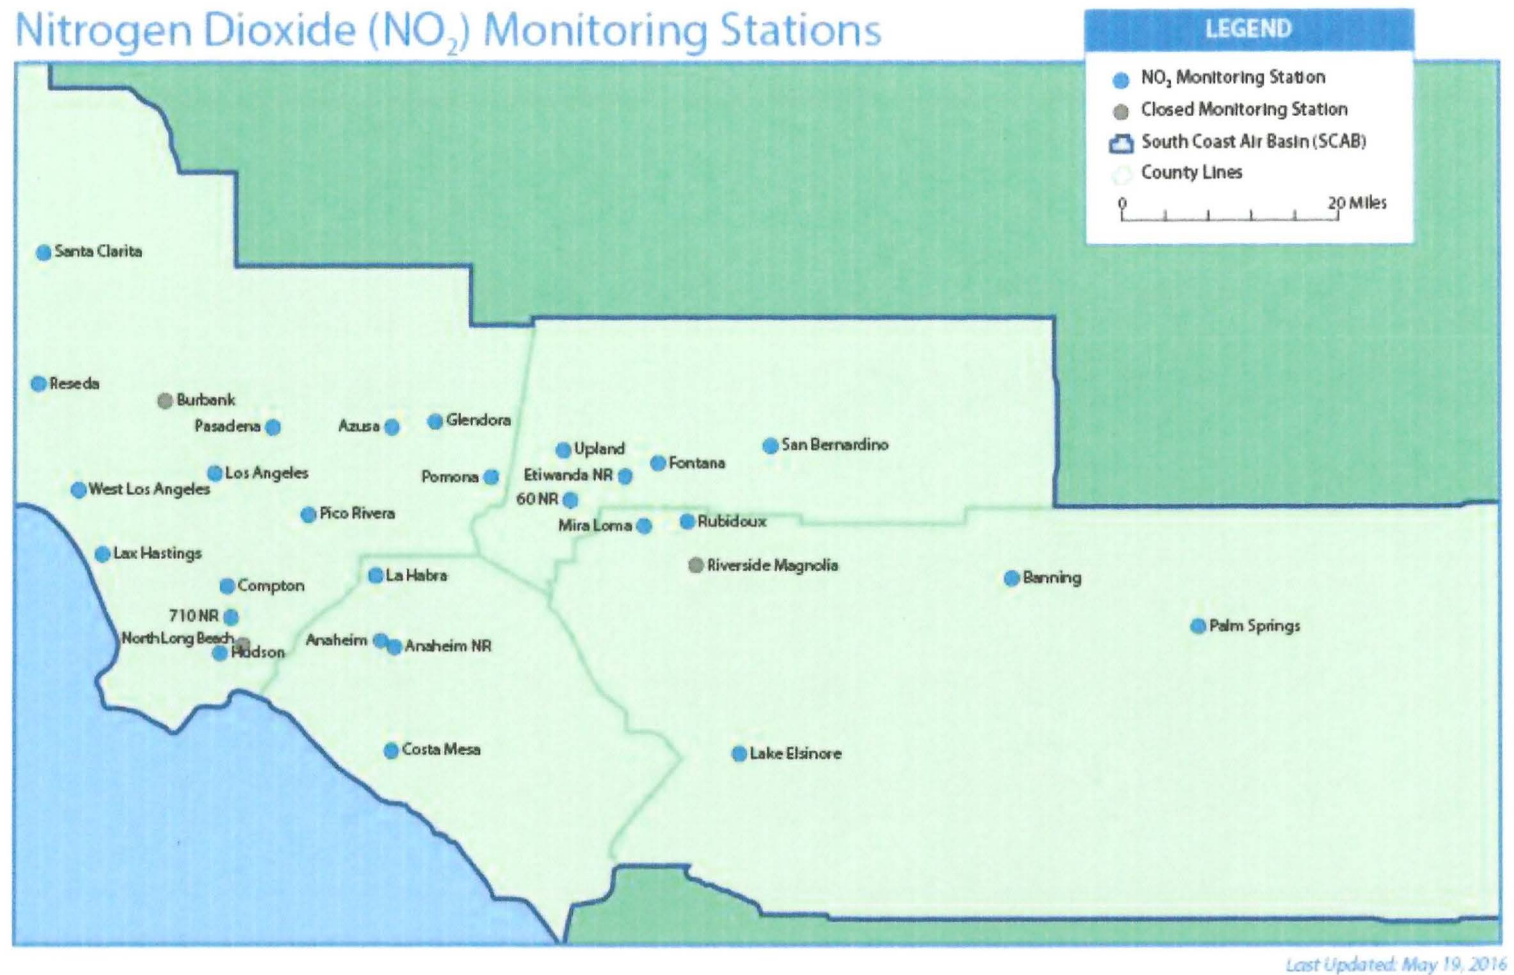 Nitrogen Dioxide (NO₂) Monitoring Stations
LEGEND
NO₂ Monitoring Station
Closed Monitoring Station
South Coast Air Basin (SCAB)
County Lines
0 20 Miles
Santa Clarita
Reseda
Burbank
Pasadena
Azusa
Glendora
Upland
San Bernardino
Los Angeles
Pomona
Etiwanda NR
Fontana
West Los Angeles
60 NR
Pico Rivera
Mira Loma
Rubidoux
Lax Hastings
Riverside Magnolia
La Habra
Compton
Banning
710 NR
Palm Springs
North Long Beach
Hudson
Anaheim
Anaheim NR
Costa Mesa
Lake Elsinore
Last Updated: May 19, 2016